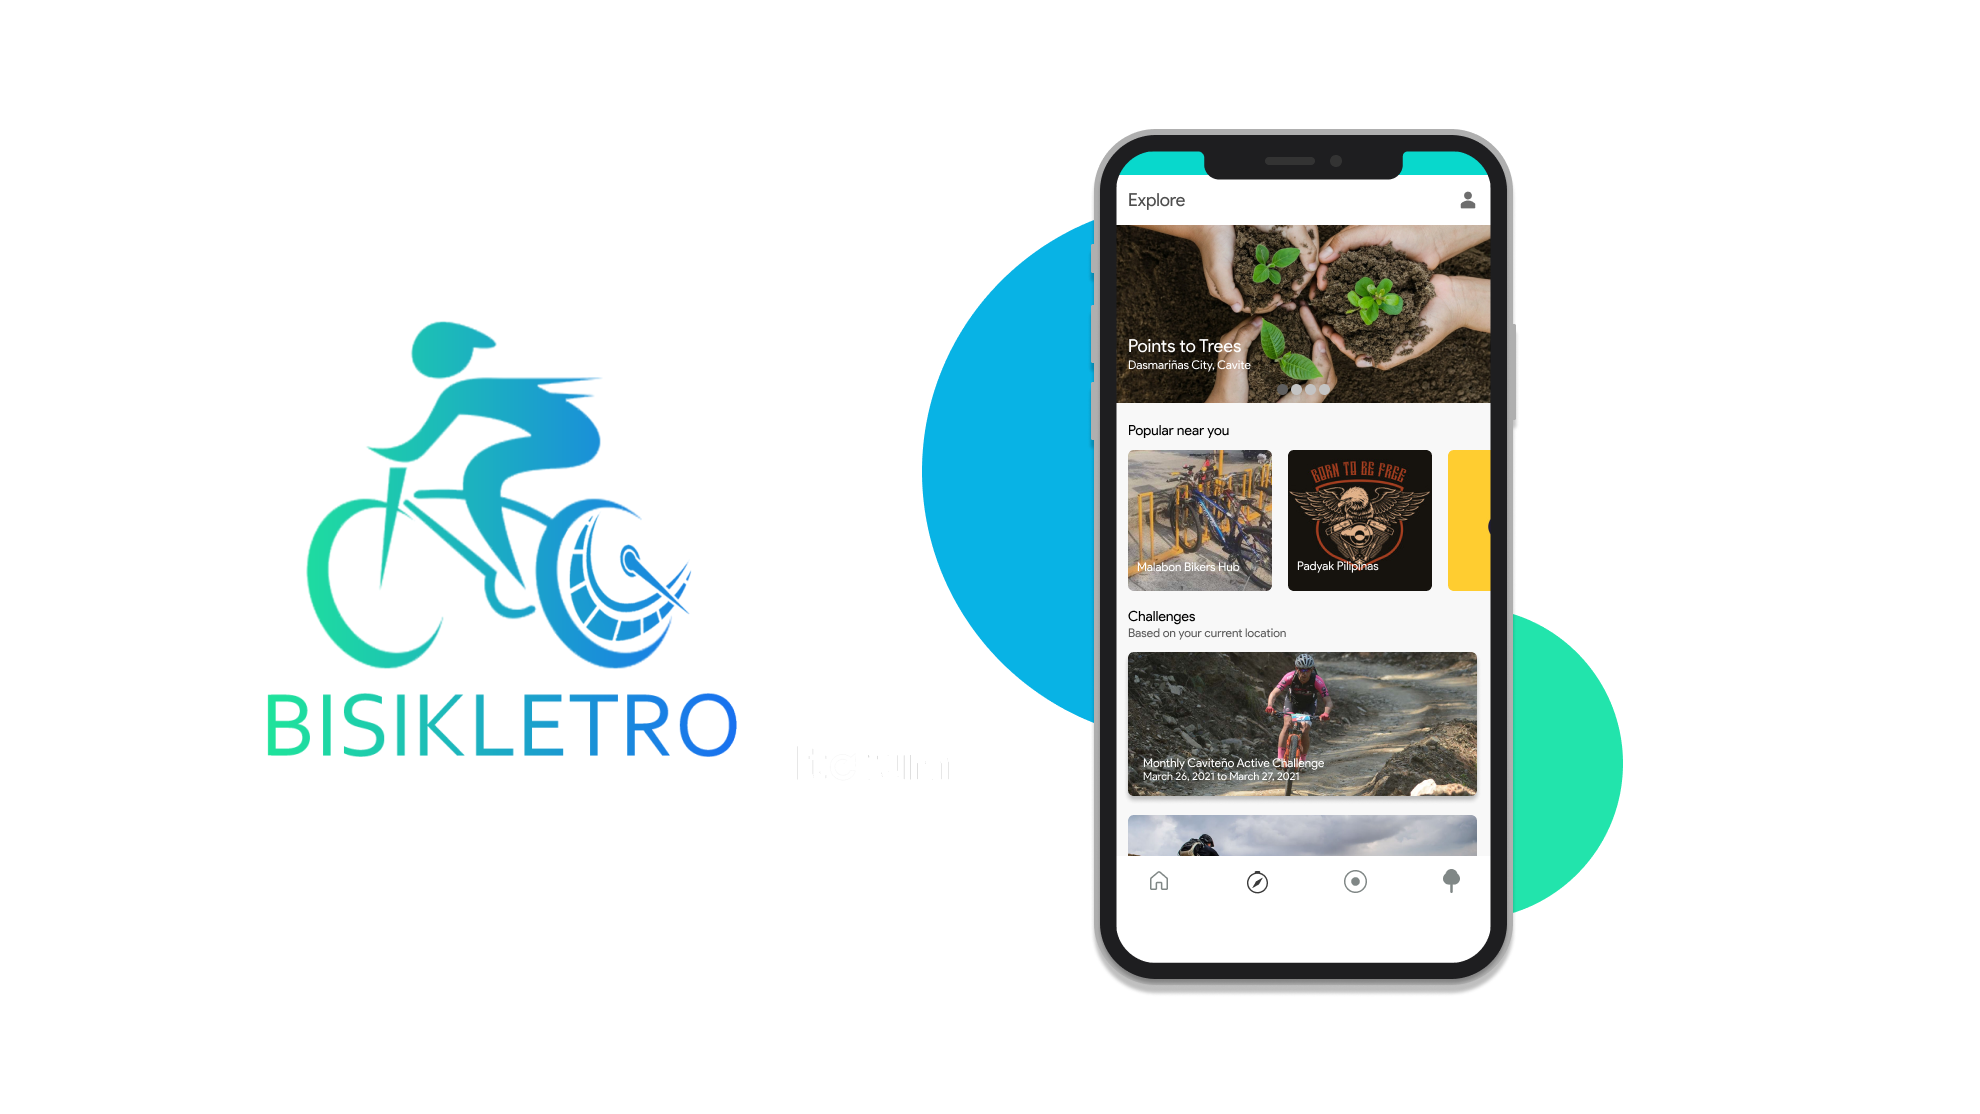 BISIKLETRO
Explore
Points to Trees
Dasmariñas City, Cavite
Popular near you
BORN TO BE FREE
Malabon Bikers Hub
Padyak Pilipinas
Challenges
Based on your current location
Monthly Caviteño Active Challenge
March 26, 2021 to March 27, 2021